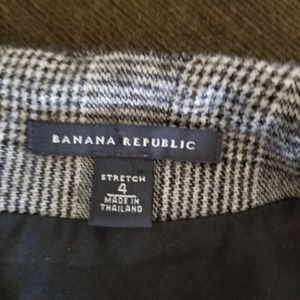 BANANA REPUBLIC
STRETCH
4
MADE IN
THAILAND